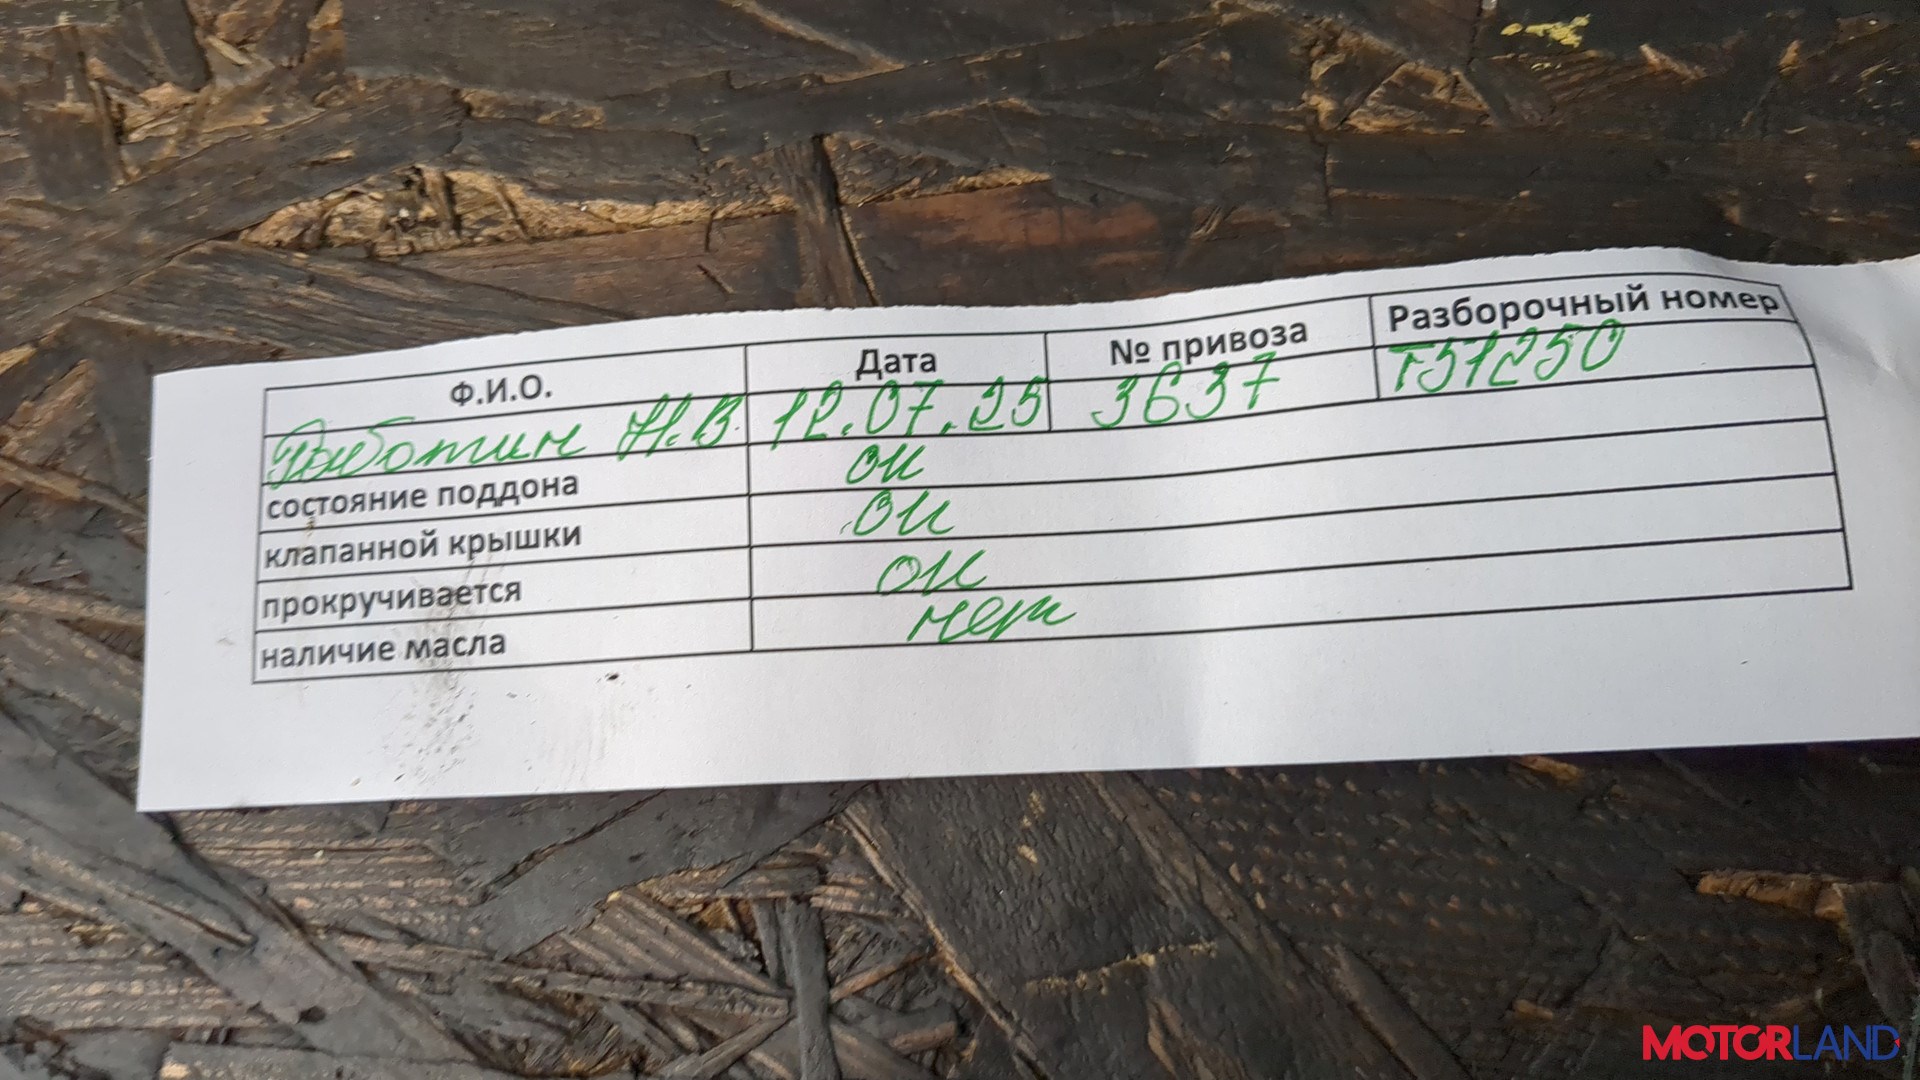 Ф.И.О. Дата № привоза Разборочный номер
Н.В. 12.07.25 3637 Т51250
состояние поддона ок
клапанной крышки ок
прокручивается ок
наличие масла нет
MOTORLAND